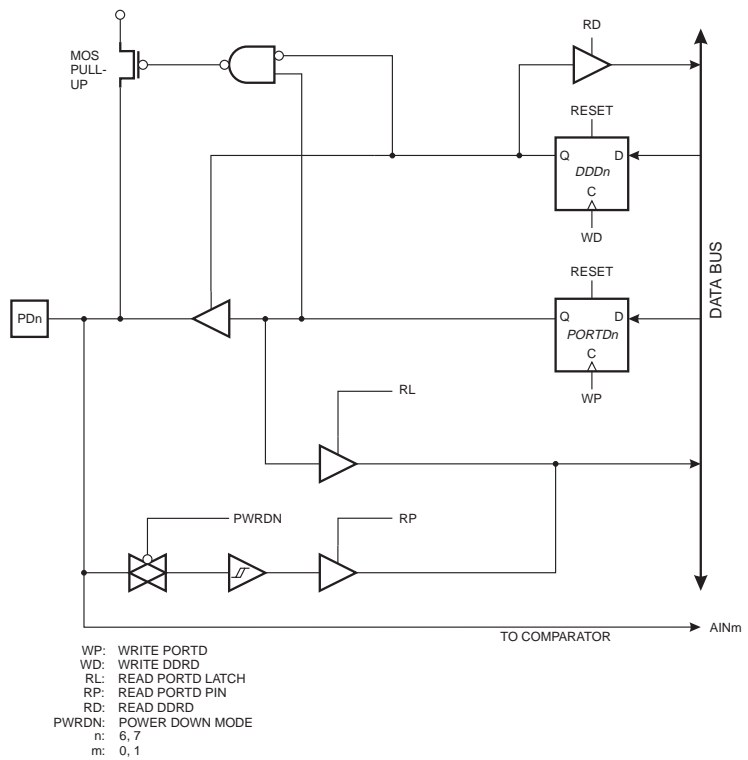 RD
MOS
PULL-
UP
RESET
Q
D
DDDn
C
WD
DATA BUS
RESET
PDn
Q
D
PORTDn
C
WP
RL
PWRDN
RP
TO COMPARATOR
AINm
WP: WRITE PORTD
WD: WRITE DDRD
RL: READ PORTD LATCH
RP: READ PORTD PIN
RD: READ DDRD
PWRDN: POWER DOWN MODE
n: 6, 7
m: 0, 1